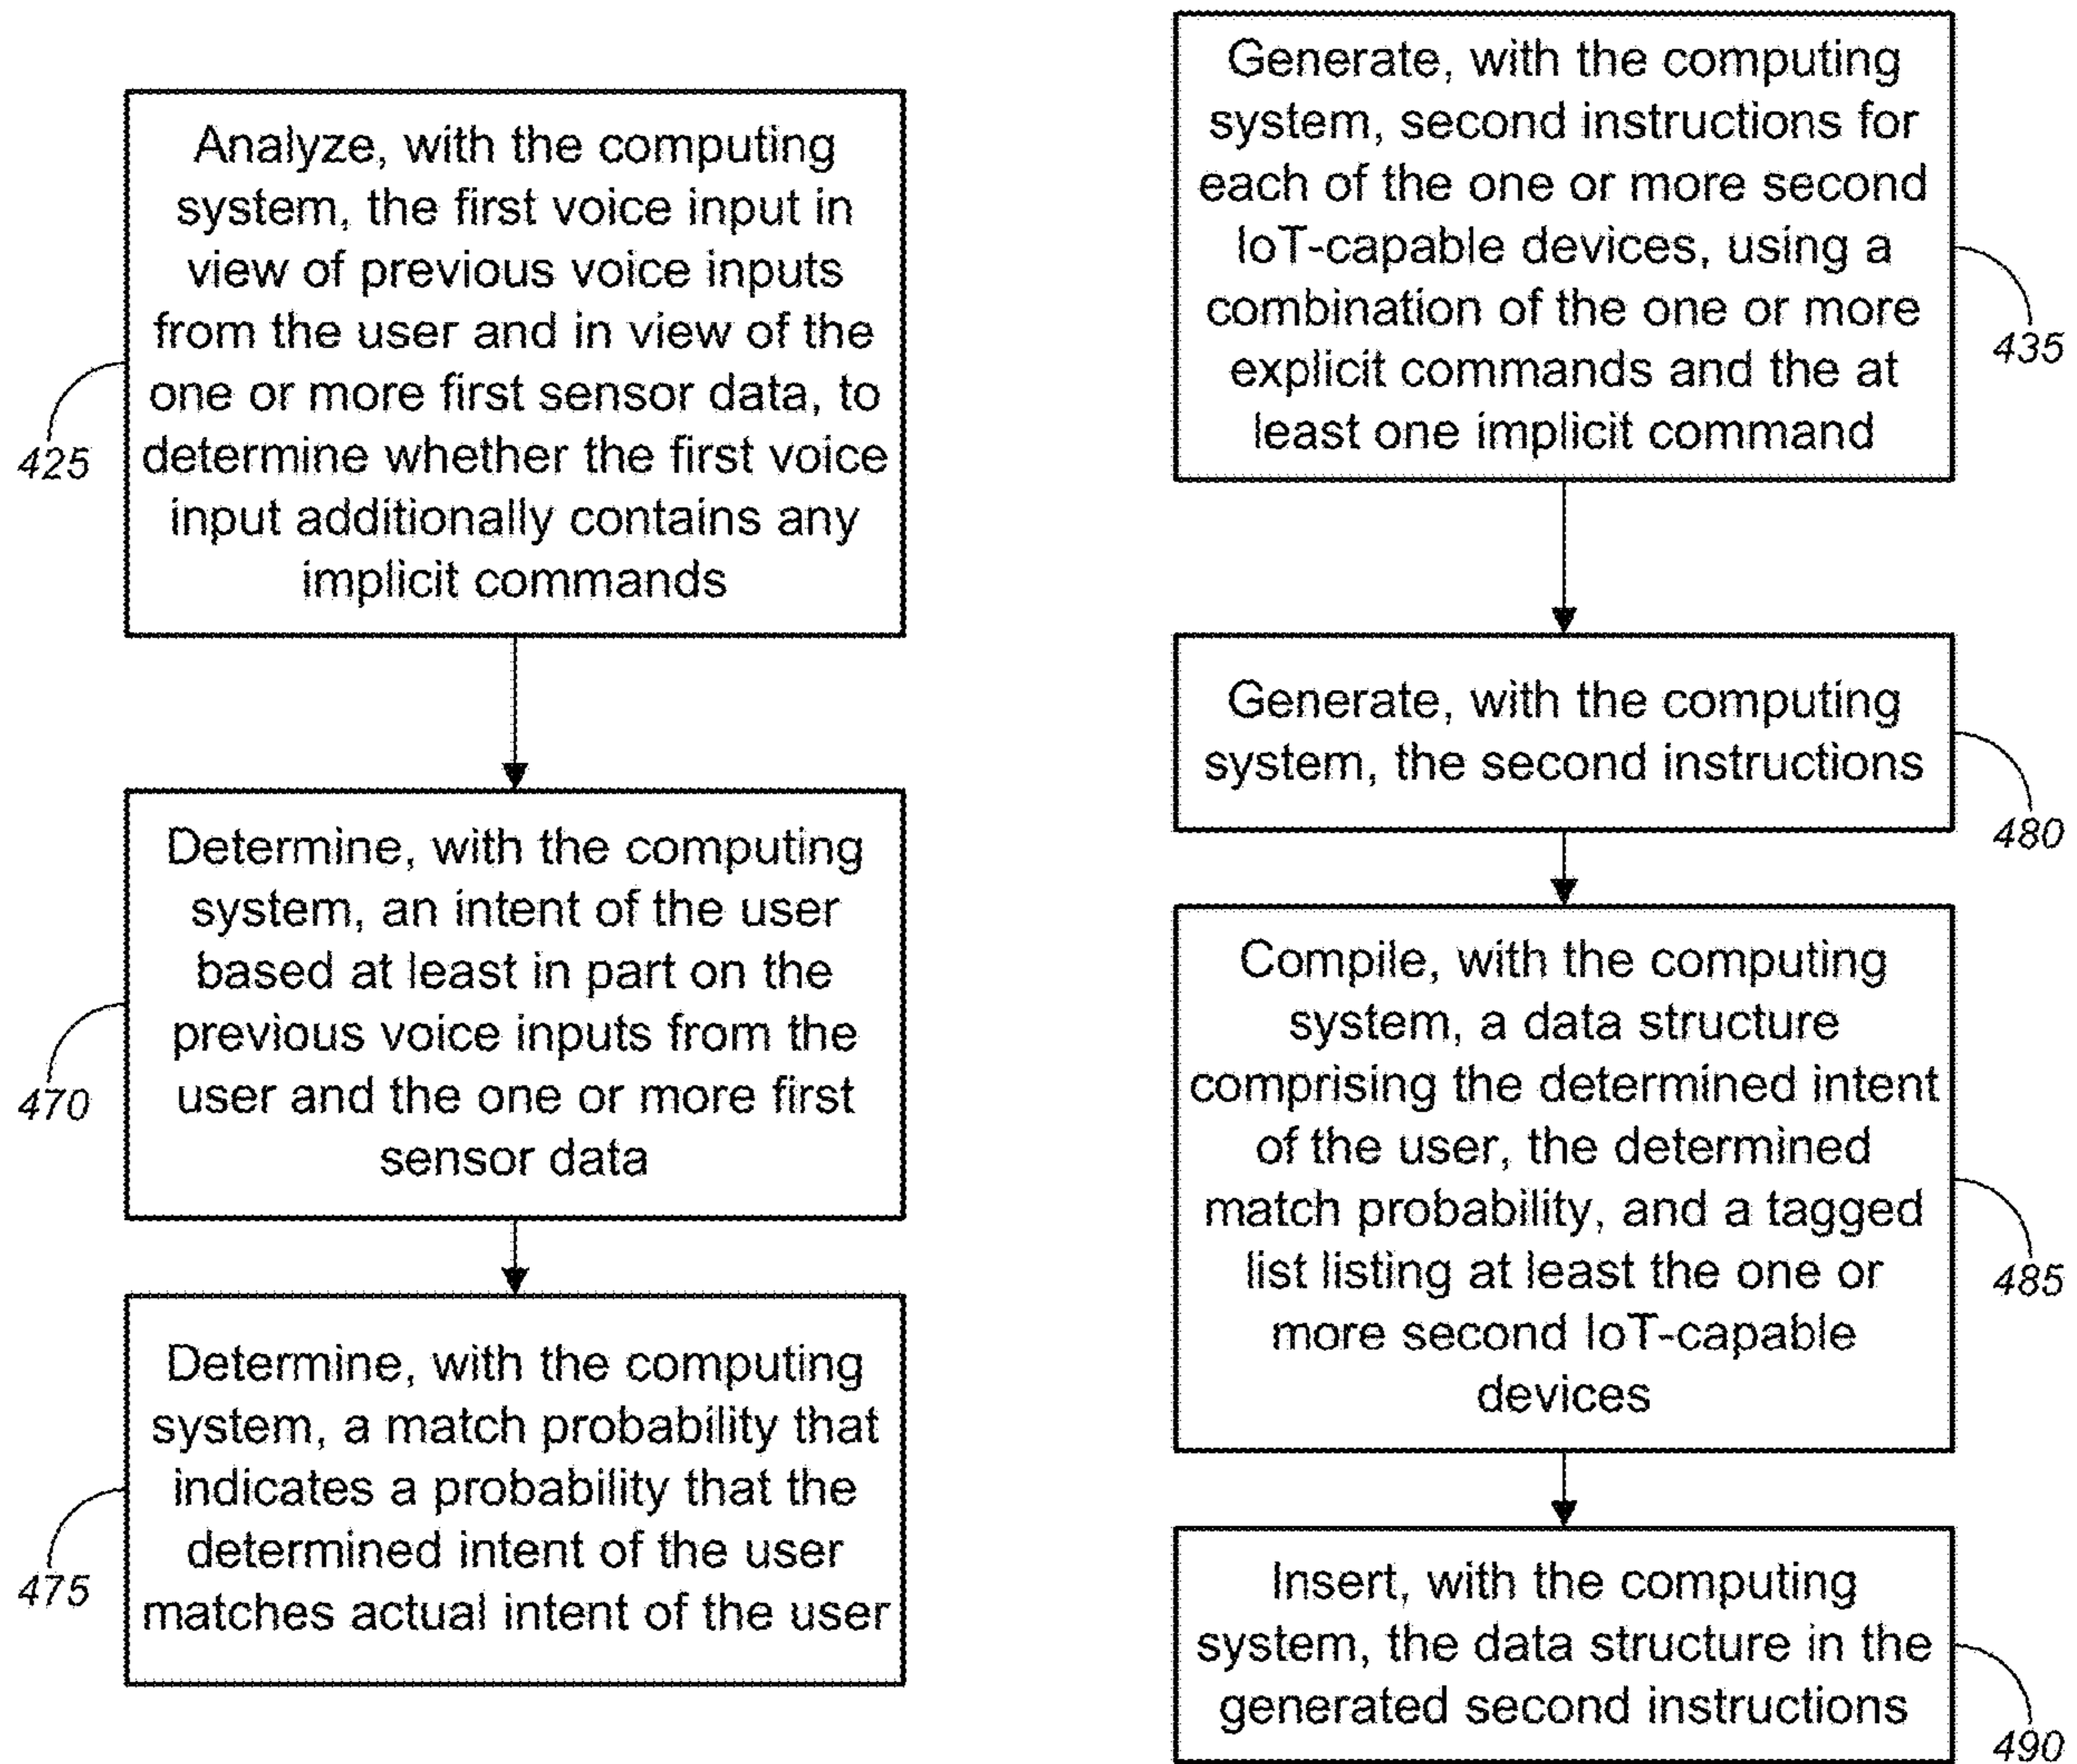 Analyze, with the computing
system, the first voice input in
view of previous voice inputs
from the user and in view of the
one or more first sensor data, to
determine whether the first voice
input additionally contains any
implicit commands
425
Determine, with the computing
system, an intent of the user
based at least in part on the
previous voice inputs from the
user and the one or more first
sensor data
470
Determine, with the computing
system, a match probability that
indicates a probability that the
determined intent of the user
matches actual intent of the user
475
Generate, with the computing
system, second instructions for
each of the one or more second
IoT-capable devices, using a
combination of the one or more
explicit commands and the at
least one implicit command
435
Generate, with the computing
system, the second instructions
480
Compile, with the computing
system, a data structure
comprising the determined intent
of the user, the determined
match probability, and a tagged
list listing at least the one or
more second IoT-capable
devices
485
Insert, with the computing
system, the data structure in the
generated second instructions
490